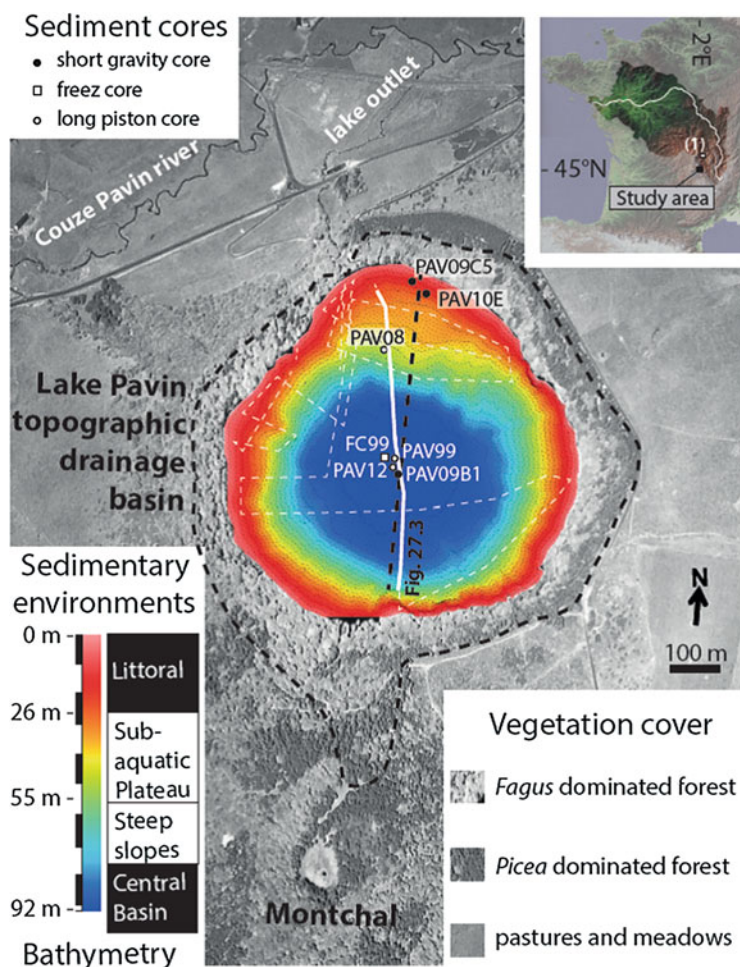 Sediment cores
short gravity core
freez core
long piston core
2°E
45°N
(1)
Study area
Couze Pavin river
lake outlet
PAV09C5
PAV10E
PAV08
Lake Pavin
topographic
drainage
basin
FC99
PAV99
PAV12
PAV09B1
Fig. 27.3
N
100 m
Sedimentary
environments
0 m
Littoral
26 m
Sub-
aquatic
Plateau
55 m
Steep
slopes
Central
Basin
92 m
Bathymetry
Montchal
Vegetation cover
Fagus dominated forest
Picea dominated forest
pastures and meadows